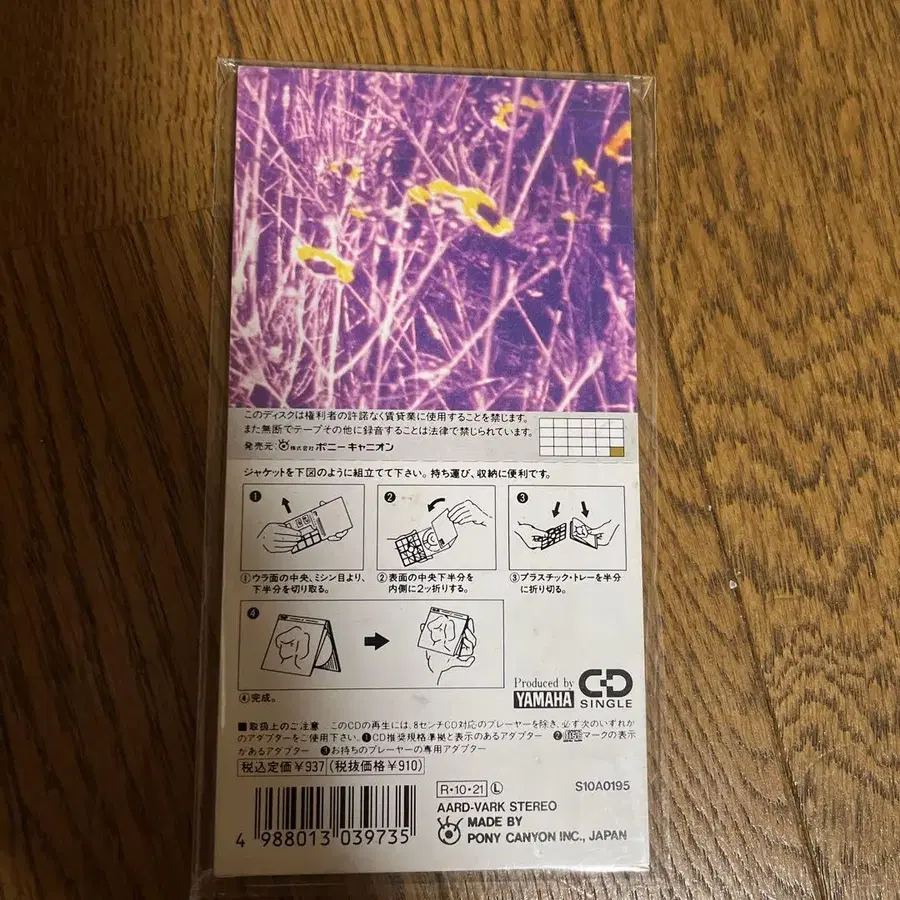 このディスクは権利者の許諾なく賃貸業に使用することを禁じます。
また無断でテープその他に録音することは法律で禁じられています。
発売元: 株式会社 ポニーキャニオン
ジャケットを下図のように組立てて下さい。持ち運び、収納に便利です。
❶
❷
❸
①ウラ面の中央、ミシン目より、
下半分を切り取る。
②表面の中央下半分を
内側に2ッ折りする。
③プラスチック・トレーを半分
に折り切る。
❹
④完成。
Produced by
YAMAHA
CD
SINGLE
■取扱上のご注意 このCDの再生には、8センチCD対応のプレーヤーを除き、必ず次のいずれか
のアダプターをご使用下さい。❶CD推奨規格準拠と表示のあるアダプター ❷マークの表示
があるアダプター ❸お持ちのプレーヤーの専用アダプター
税込定価¥937(税抜価格¥910)
R・10・21 Ⓛ
S10A0195
AARD-VARK STEREO
MADE BY
PONY CANYON INC., JAPAN
4 988013 039735